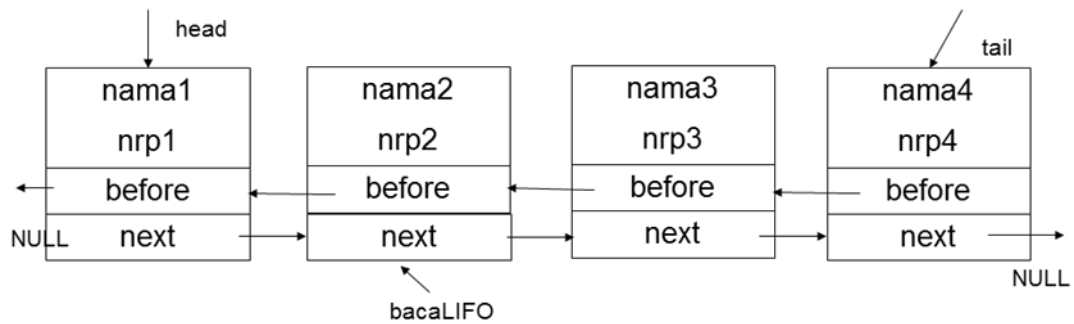 head
tail
nama1 nama2 nama3 nama4
nrp1 nrp2 nrp3 nrp4
before before before before
NULL next next next next
NULL
bacaLIFO